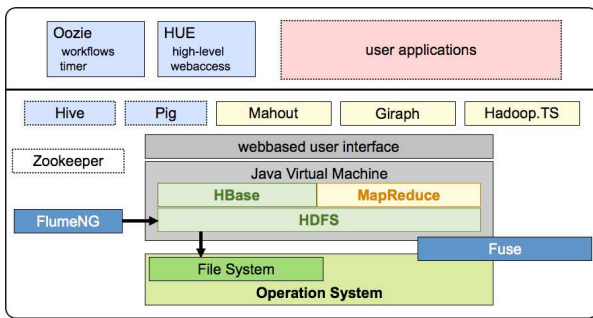 Oozie
workflows
timer
HUE
high-level
webaccess
user applications
Hive
Pig
Mahout
Giraph
Hadoop.TS
webbased user interface
Zookeeper
Java Virtual Machine
HBase
MapReduce
FlumeNG
HDFS
Fuse
File System
Operation System